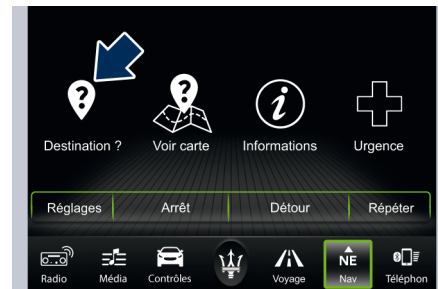 Destination ?
Voir carte
Informations
Urgence
Réglages
Arrêt
Détour
Répéter
NE
Radio
Média
Contrôles
Voyage
Nav
Téléphon